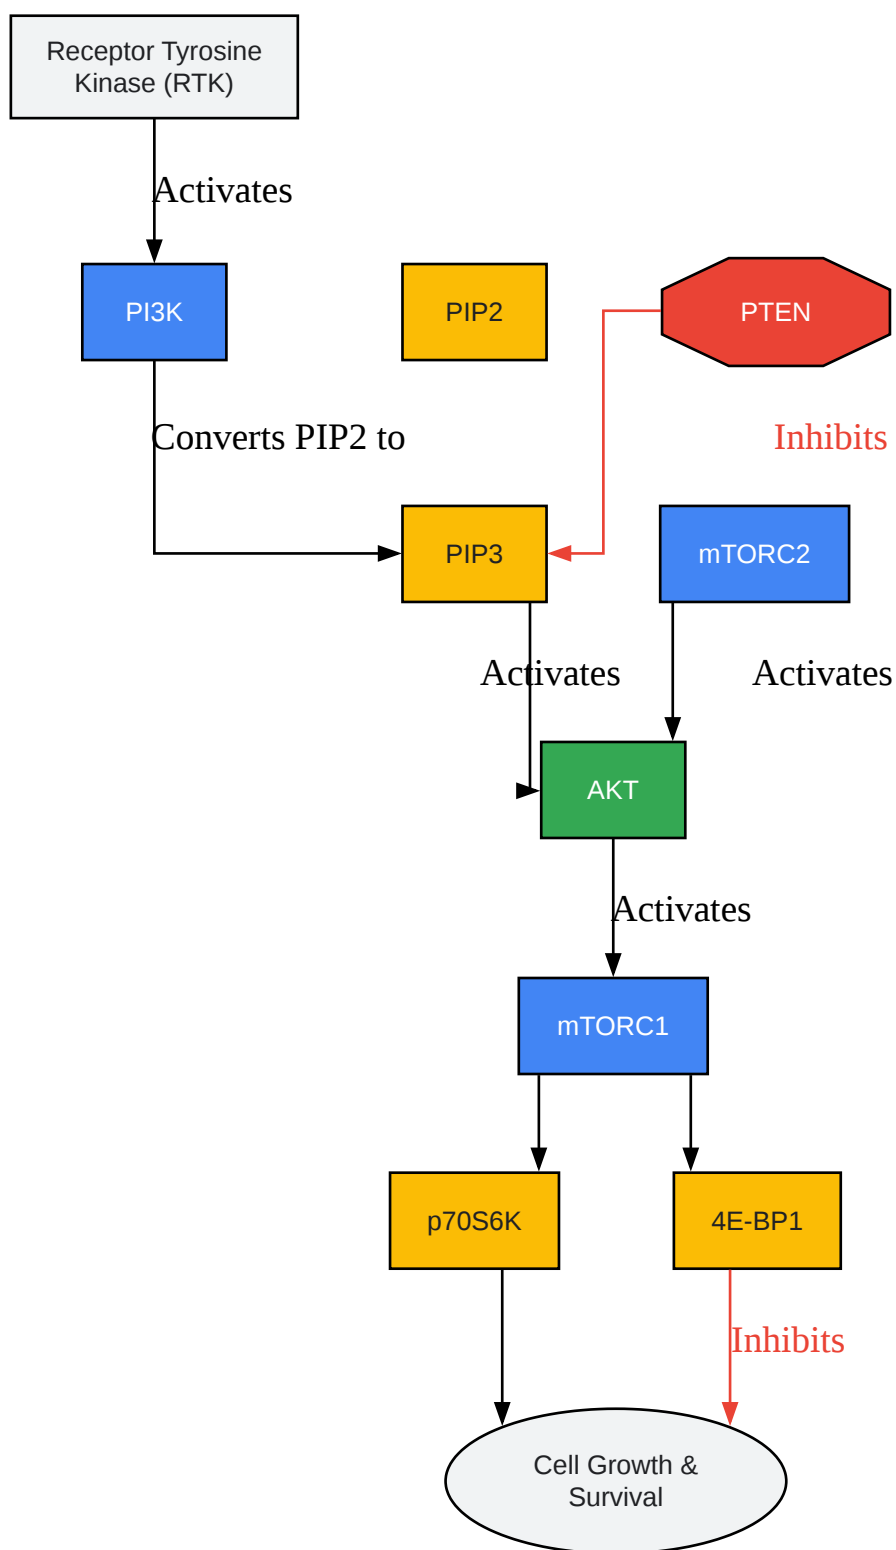 Receptor Tyrosine
Kinase (RTK)
Activates
PI3K
PIP2
PTEN
Converts PIP2 to
Inhibits
PIP3
mTORC2
Activates
Activates
AKT
Activates
mTORC1
p70S6K
4E-BP1
Inhibits
Cell Growth &
Survival